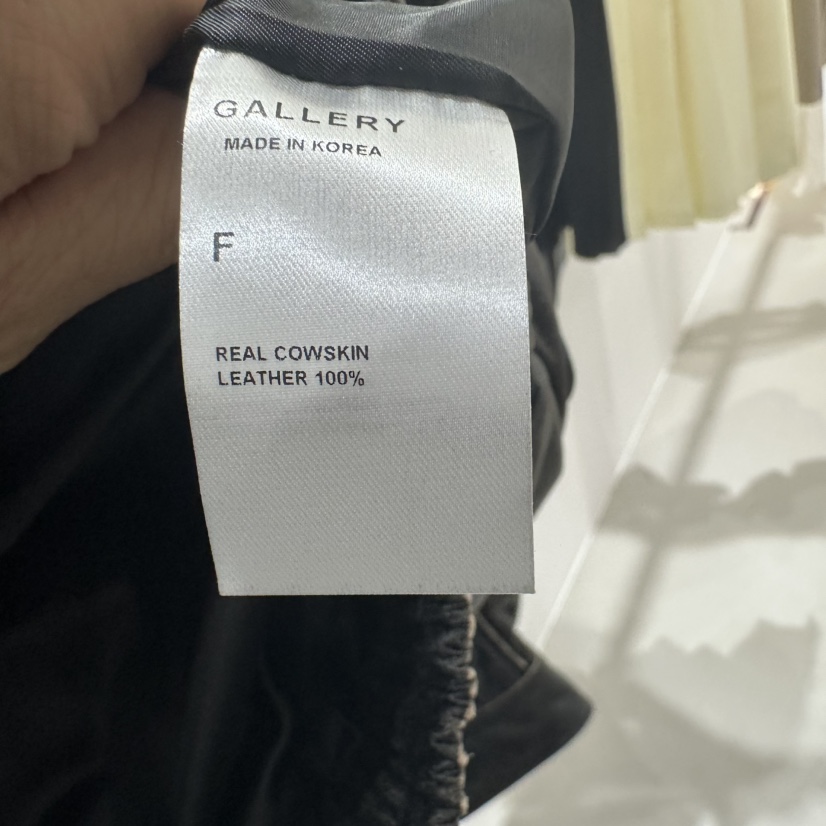 GALLERY
MADE IN KOREA
F
REAL COWSKIN
LEATHER 100%